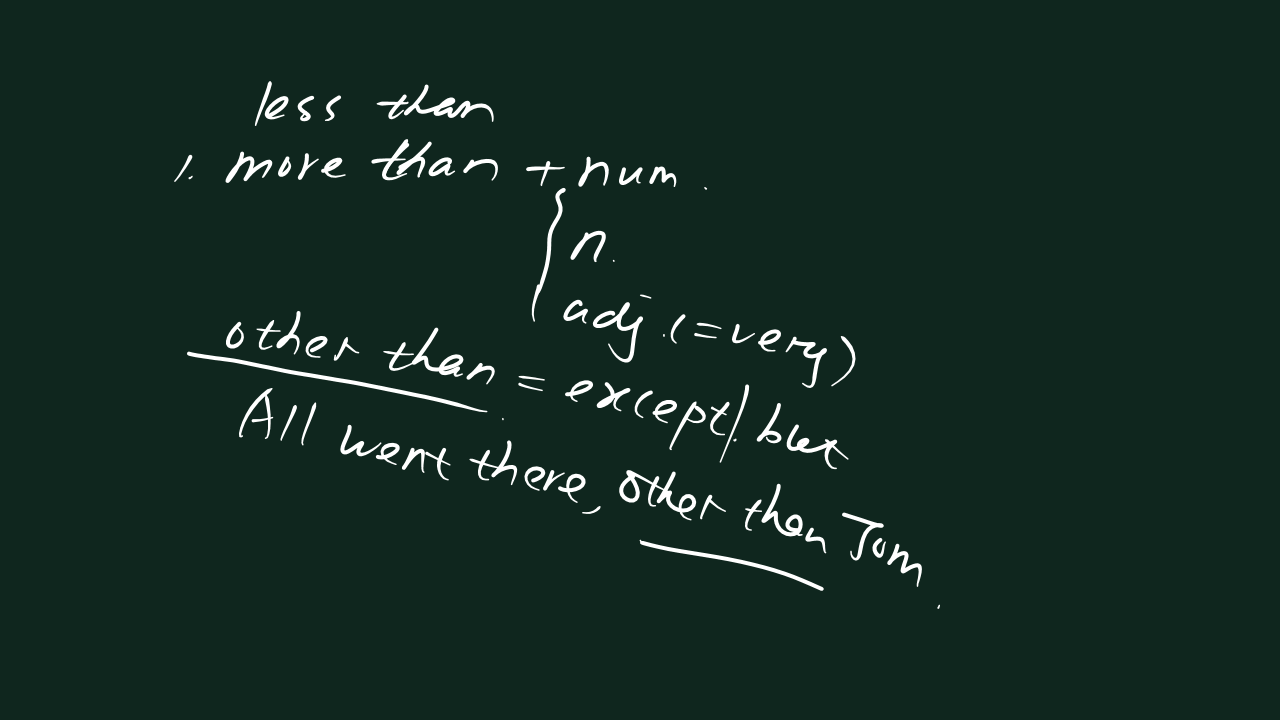 less than
1. more than + num.
n.
adj. (=very)
other than = except / but
All went there, other than Tom.